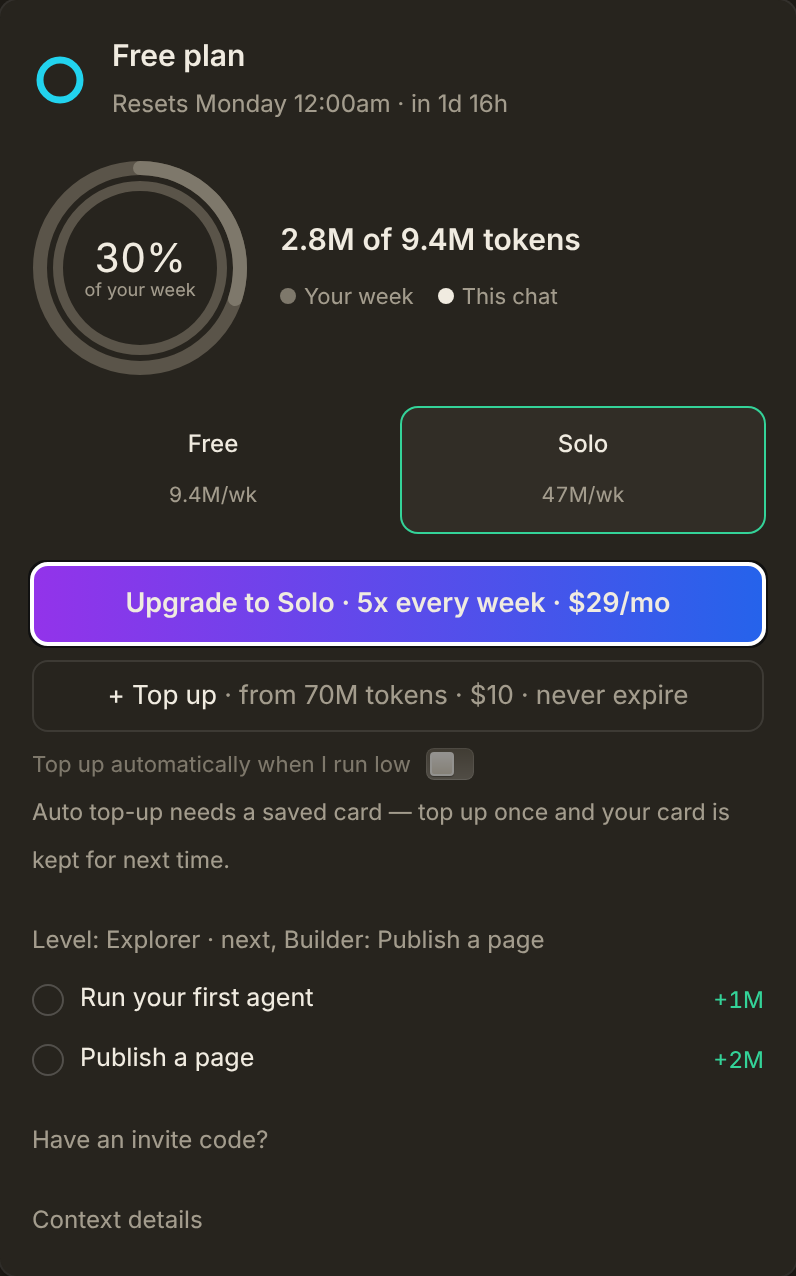 Free plan
Resets Monday 12:00am · in 1d 16h
30%
of your week
2.8M of 9.4M tokens
Your week
This chat
Free
9.4M/wk
Solo
47M/wk
Upgrade to Solo · 5x every week · $29/mo
+ Top up · from 70M tokens · $10 · never expire
Top up automatically when I run low
Auto top-up needs a saved card — top up once and your card is
kept for next time.
Level: Explorer · next, Builder: Publish a page
Run your first agent +1M
Publish a page +2M
Have an invite code?
Context details